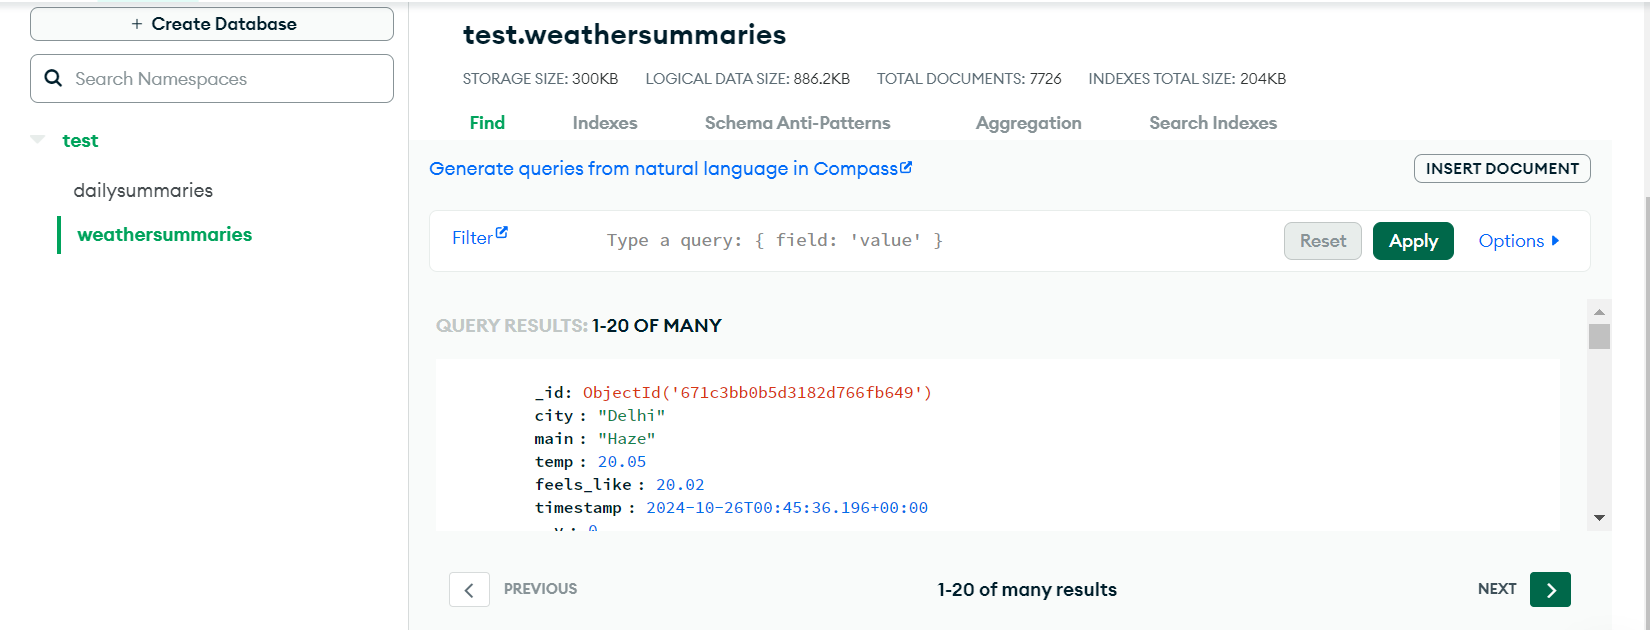 + Create Database
Search Namespaces
test
dailysummaries
weathersummaries
test.weathersummaries
STORAGE SIZE: 300KB LOGICAL DATA SIZE: 886.2KB TOTAL DOCUMENTS: 7726 INDEXES TOTAL SIZE: 204KB
Find Indexes Schema Anti-Patterns Aggregation Search Indexes
Generate queries from natural language in Compass
INSERT DOCUMENT
Filter Type a query: { field: 'value' } Reset Apply Options
QUERY RESULTS: 1-20 OF MANY
_id: ObjectId('671c3bb0b5d3182d766fb649')
city : "Delhi"
main : "Haze"
temp : 20.05
feels_like : 20.02
timestamp : 2024-10-26T00:45:36.196+00:00
PREVIOUS 1-20 of many results NEXT